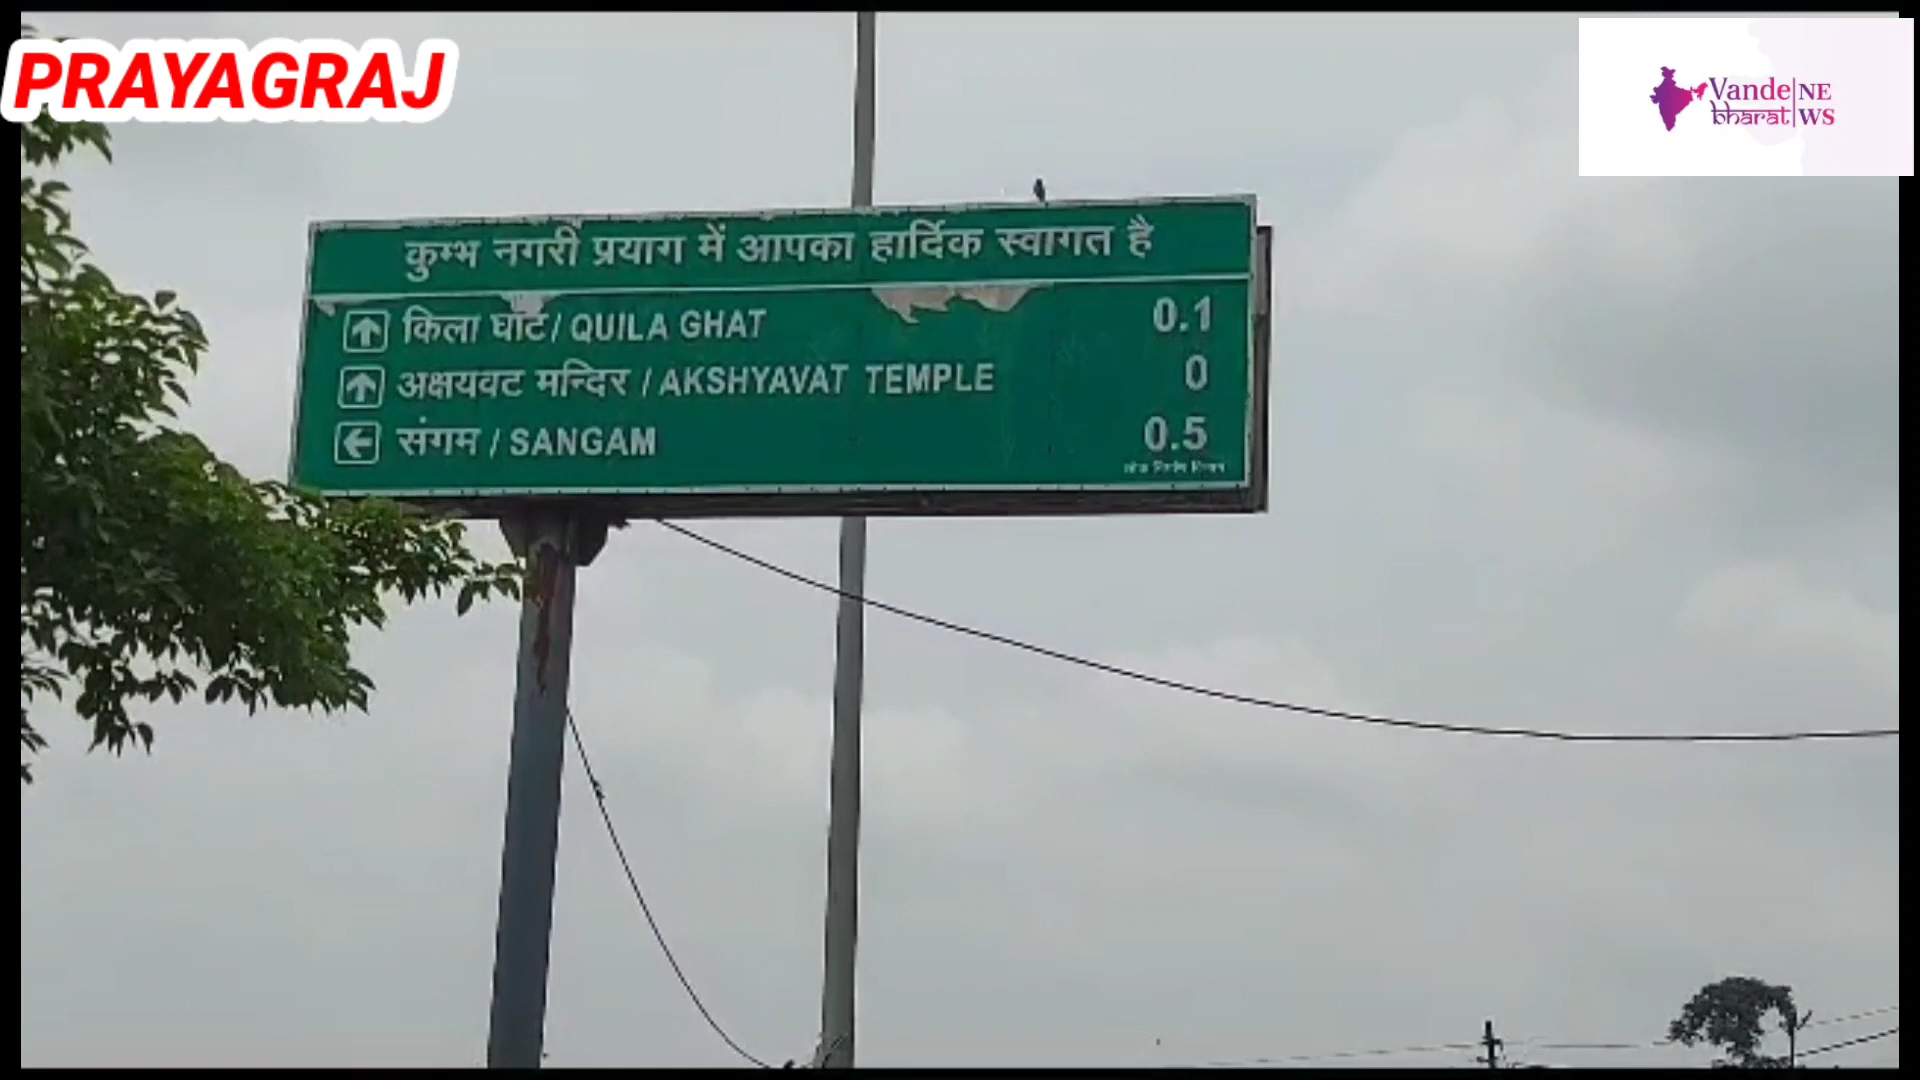 PRAYAGRAJ
Vande NE
bharat WS
कुम्भ नगरी प्रयाग में आपका हार्दिक स्वागत है
किला घाट / QUILA GHAT 0.1
अक्षयवट मन्दिर / AKSHYAVAT TEMPLE 0
संगम / SANGAM 0.5
लोक निर्माण विभाग